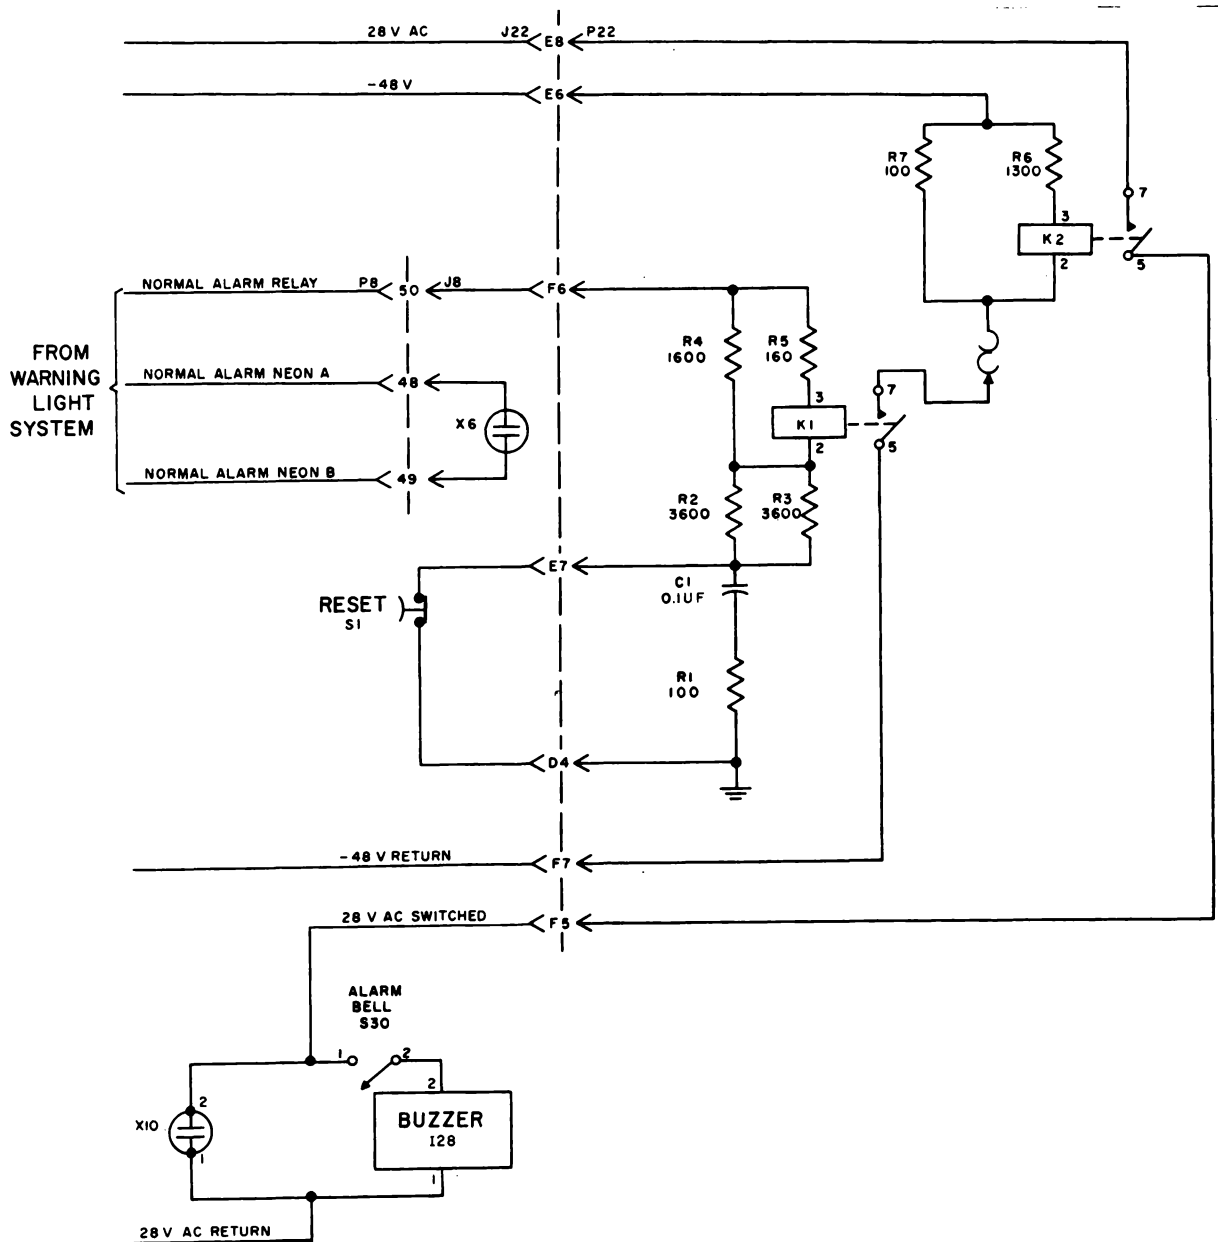 28 V AC
J22
E8
P22
-48 V
E6
R7
100
R6
1300
7
3
K2
2
5
NORMAL ALARM RELAY
P8
50
J8
F6
R4
1600
R5
160
FROM
WARNING
LIGHT
SYSTEM
NORMAL ALARM NEON A
48
X6
3
7
K1
2
5
NORMAL ALARM NEON B
49
R2
3600
R3
3600
E7
C1
0.1UF
RESET
S1
R1
100
D4
-48 V RETURN
F7
28 V AC SWITCHED
F5
ALARM
BELL
S30
1
2
2
2
X10
BUZZER
I28
1
1
28 V AC RETURN